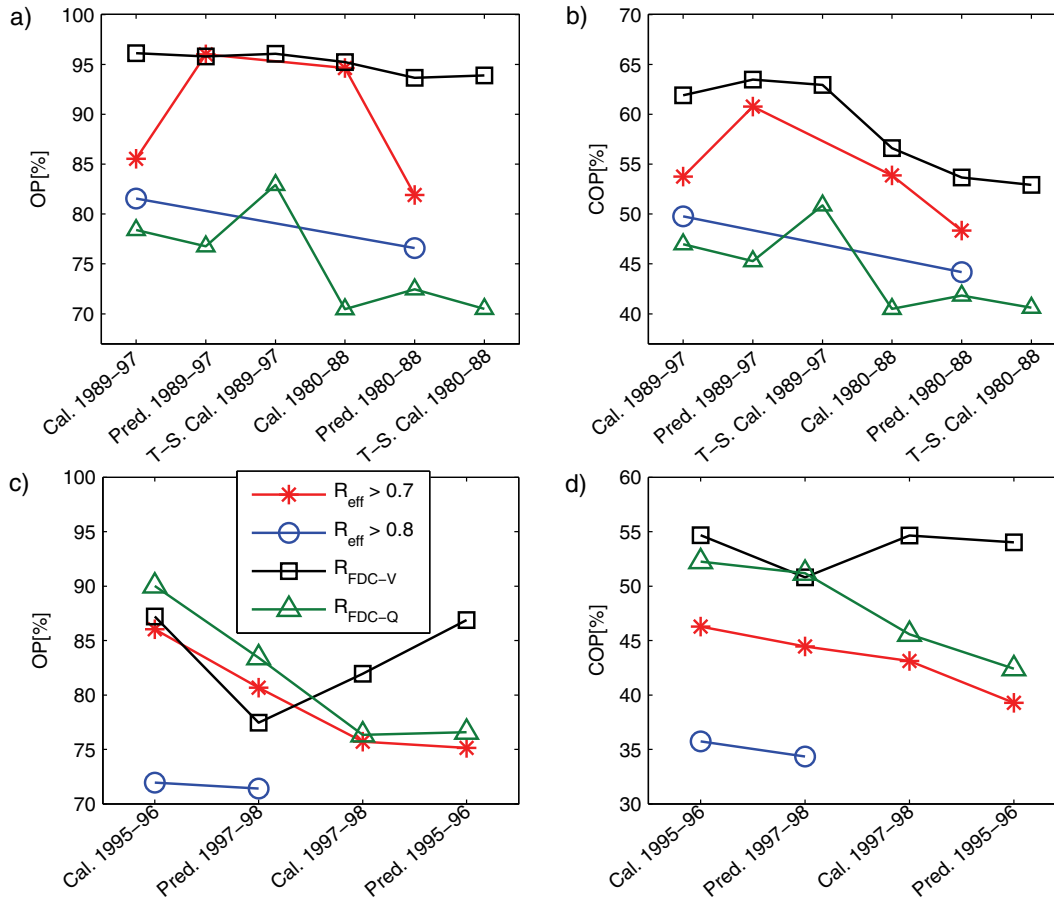 a)
OP[%]
100
95
90
85
80
75
70
Cal. 1989−97
Pred. 1989−97
T−S. Cal. 1989−97
Cal. 1980−88
Pred. 1980−88
T−S. Cal. 1980−88
b)
COP[%]
70
65
60
55
50
45
40
Cal. 1989−97
Pred. 1989−97
T−S. Cal. 1989−97
Cal. 1980−88
Pred. 1980−88
T−S. Cal. 1980−88
c)
OP[%]
100
95
90
85
80
75
70
Cal. 1995−96
Pred. 1997−98
Cal. 1997−98
Pred. 1995−96
R_eff > 0.7
R_eff > 0.8
R_FDC−V
R_FDC−Q
d)
COP[%]
60
55
50
45
40
35
30
Cal. 1995−96
Pred. 1997−98
Cal. 1997−98
Pred. 1995−96